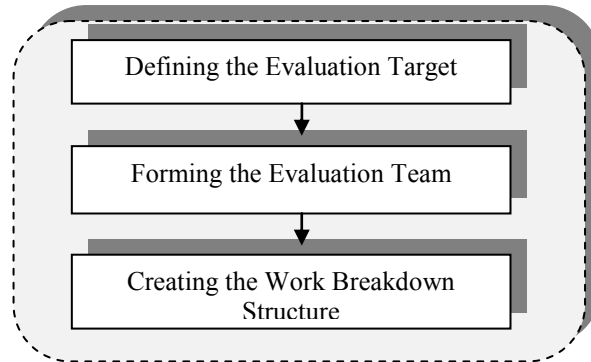 Defining the Evaluation Target
Forming the Evaluation Team
Creating the Work Breakdown
Structure